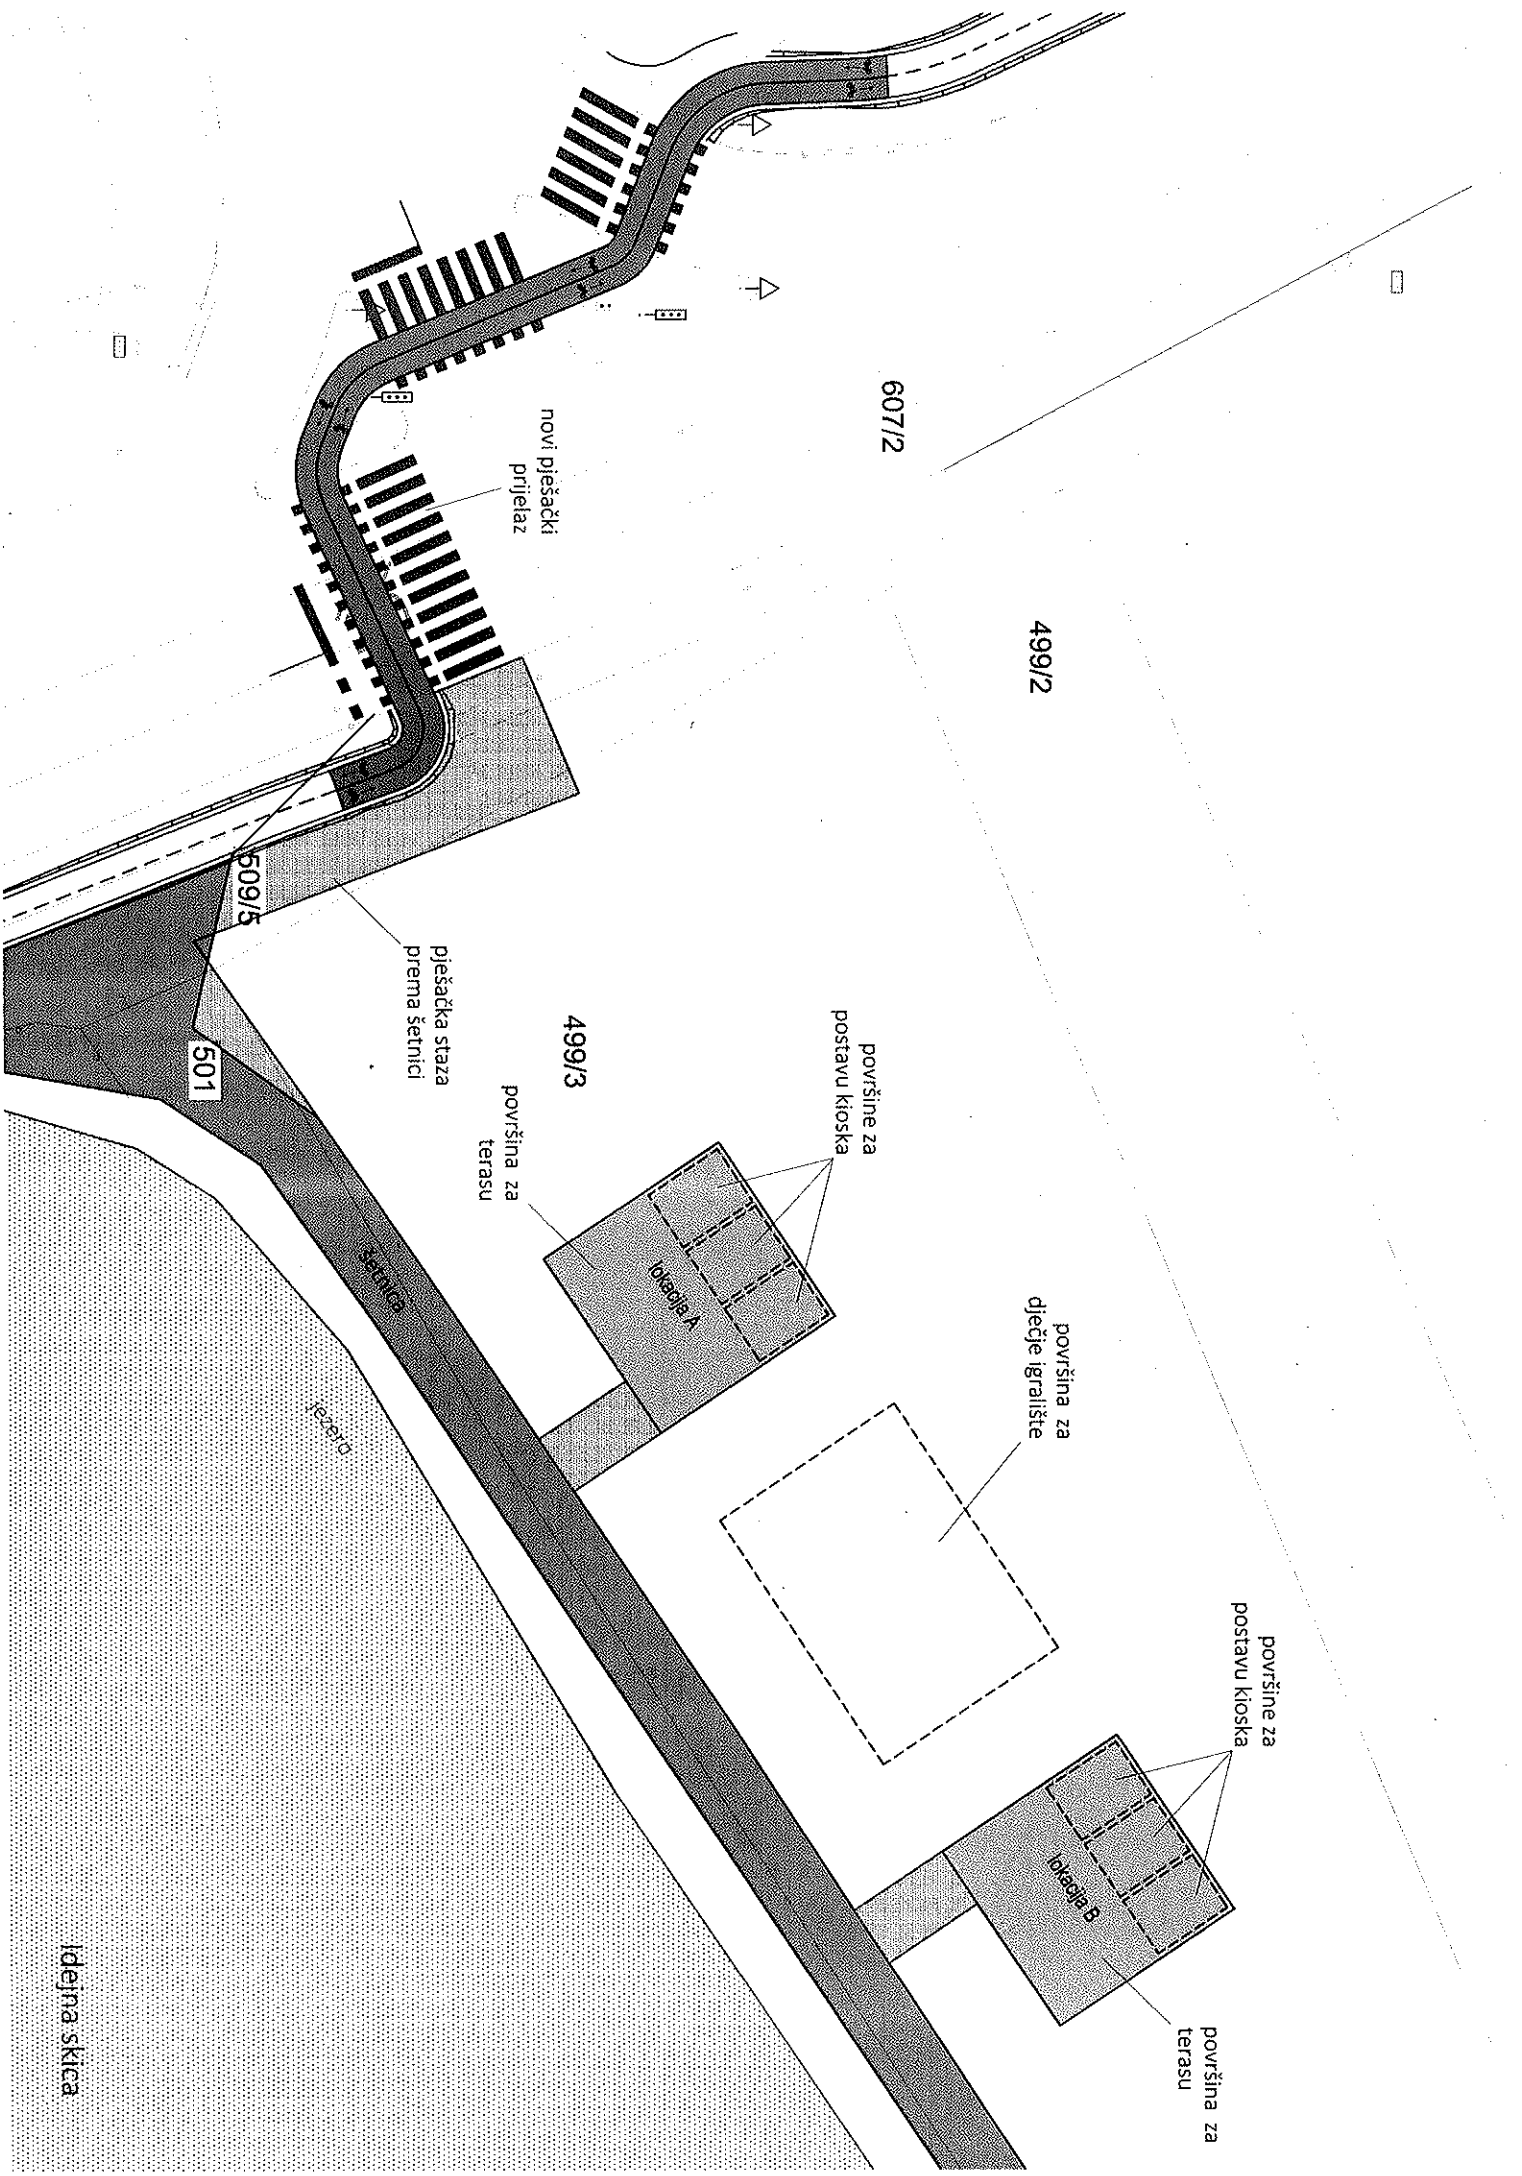 607/2
499/2
novi pješački
prijelaz
509/5
pješačka staza
prema šetnici
501
499/3
površine za
postavu kioska
površina za
terasu
lokacija A
šetnica
jezero
površina za
dječje igralište
površine za
postavu kioska
lokacija B
površina za
terasu
Idejna skica